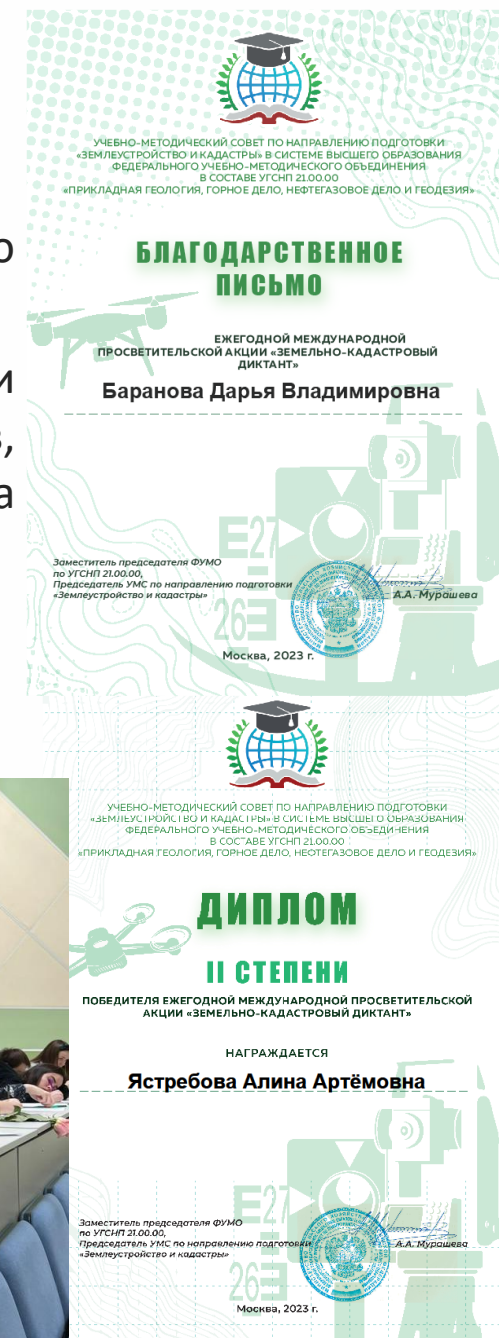 о
и
в,
а
УЧЕБНО-МЕТОДИЧЕСКИЙ СОВЕТ ПО НАПРАВЛЕНИЮ ПОДГОТОВКИ
«ЗЕМЛЕУСТРОЙСТВО И КАДАСТРЫ» В СИСТЕМЕ ВЫСШЕГО ОБРАЗОВАНИЯ
ФЕДЕРАЛЬНОГО УЧЕБНО-МЕТОДИЧЕСКОГО ОБЪЕДИНЕНИЯ
В СОСТАВЕ УГСНП 21.00.00
«ПРИКЛАДНАЯ ГЕОЛОГИЯ, ГОРНОЕ ДЕЛО, НЕФТЕГАЗОВОЕ ДЕЛО И ГЕОДЕЗИЯ»
БЛАГОДАРСТВЕННОЕ
ПИСЬМО
ЕЖЕГОДНОЙ МЕЖДУНАРОДНОЙ
ПРОСВЕТИТЕЛЬСКОЙ АКЦИИ «ЗЕМЕЛЬНО-КАДАСТРОВЫЙ
ДИКТАНТ»
Баранова Дарья Владимировна
E27
Заместитель председателя ФУМО
по УГСНП 21.00.00,
Председатель УМС по направлению подготовки
«Землеустройство и кадастры»
А.А. Мурашева
26
Москва, 2023 г.
УЧЕБНО-МЕТОДИЧЕСКИЙ СОВЕТ ПО НАПРАВЛЕНИЮ ПОДГОТОВКИ
«ЗЕМЛЕУСТРОЙСТВО И КАДАСТРЫ» В СИСТЕМЕ ВЫСШЕГО ОБРАЗОВАНИЯ
ФЕДЕРАЛЬНОГО УЧЕБНО-МЕТОДИЧЕСКОГО ОБЪЕДИНЕНИЯ
В СОСТАВЕ УГСНП 21.00.00
«ПРИКЛАДНАЯ ГЕОЛОГИЯ, ГОРНОЕ ДЕЛО, НЕФТЕГАЗОВОЕ ДЕЛО И ГЕОДЕЗИЯ»
ДИПЛОМ
II СТЕПЕНИ
ПОБЕДИТЕЛЯ ЕЖЕГОДНОЙ МЕЖДУНАРОДНОЙ ПРОСВЕТИТЕЛЬСКОЙ
АКЦИИ «ЗЕМЕЛЬНО-КАДАСТРОВЫЙ ДИКТАНТ»
НАГРАЖДАЕТСЯ
Ястребова Алина Артёмовна
E27
Заместитель председателя ФУМО
по УГСНП 21.00.00,
Председатель УМС по направлению подготовки
«Землеустройство и кадастры»
А.А. Мурашева
26
Москва, 2023 г.